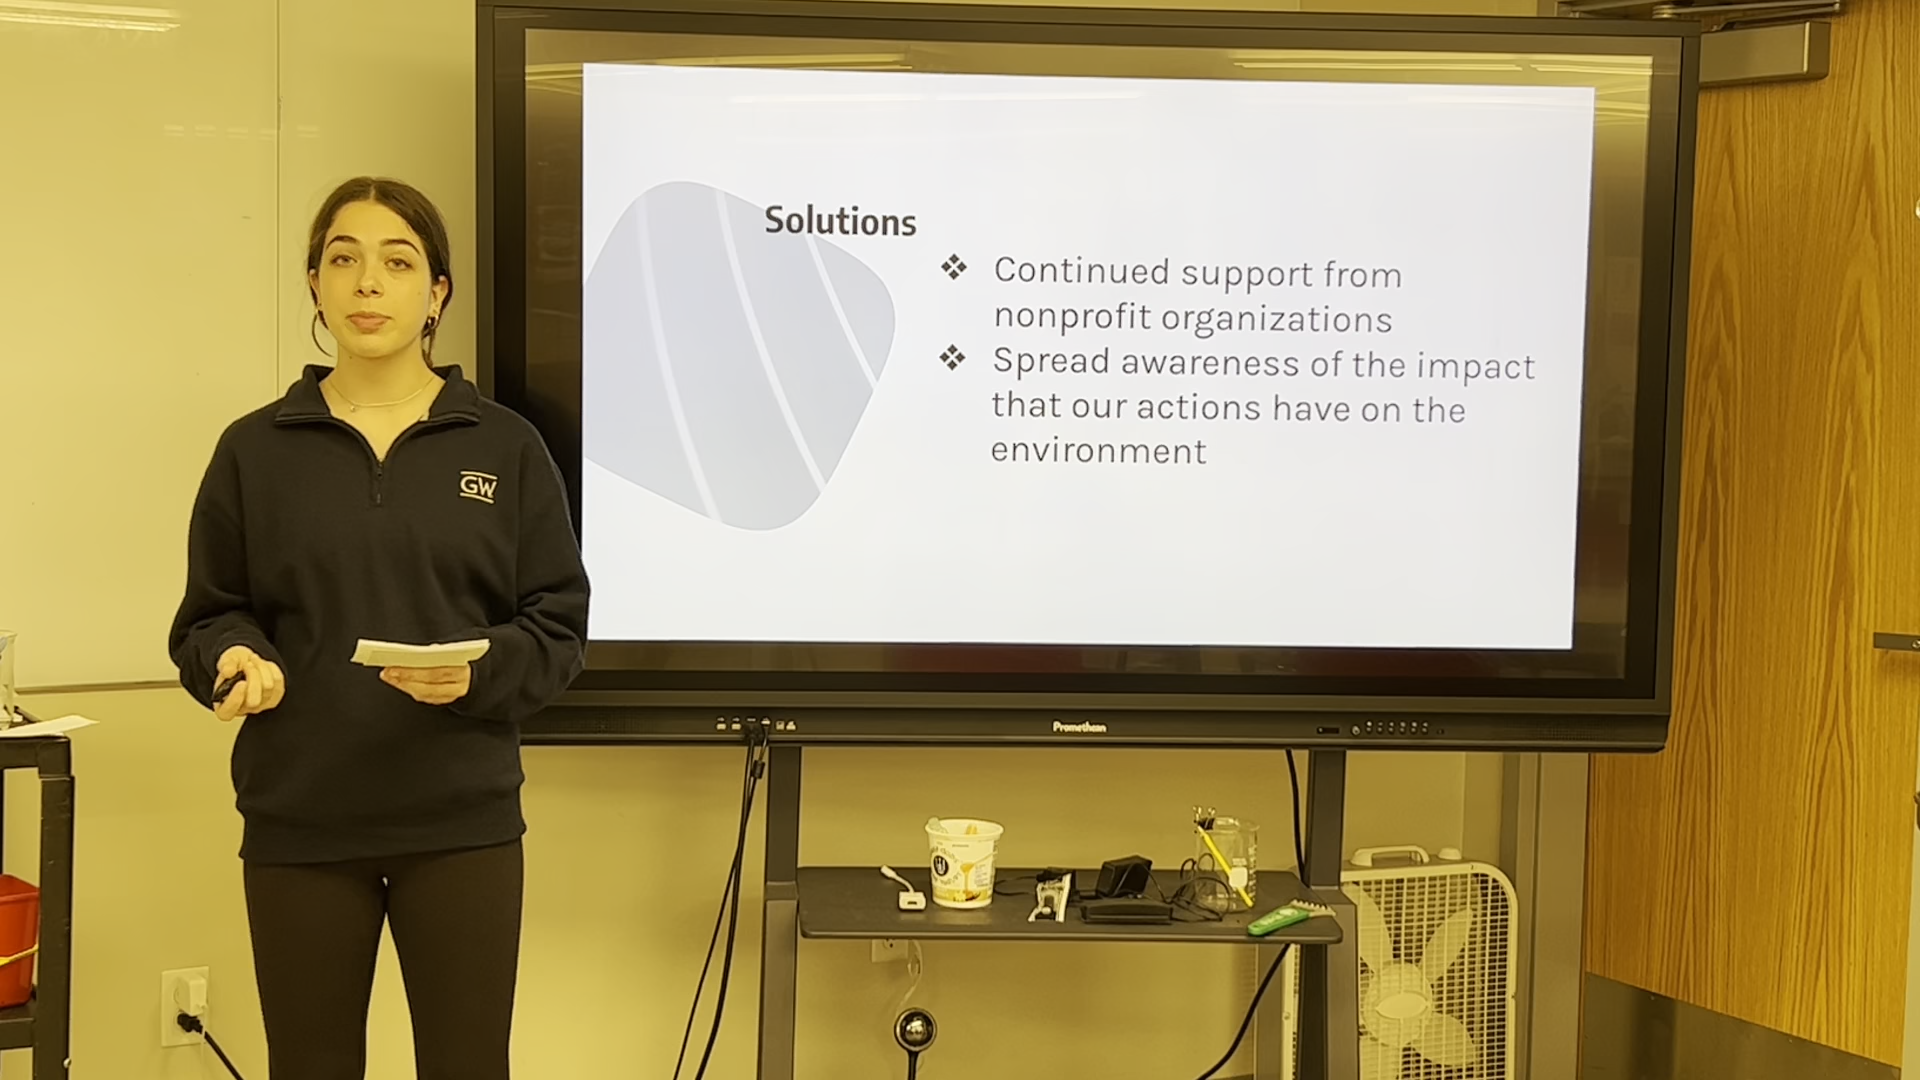 Solutions
❖ Continued support from
nonprofit organizations
❖ Spread awareness of the impact
that our actions have on the
environment
GW
Promethean